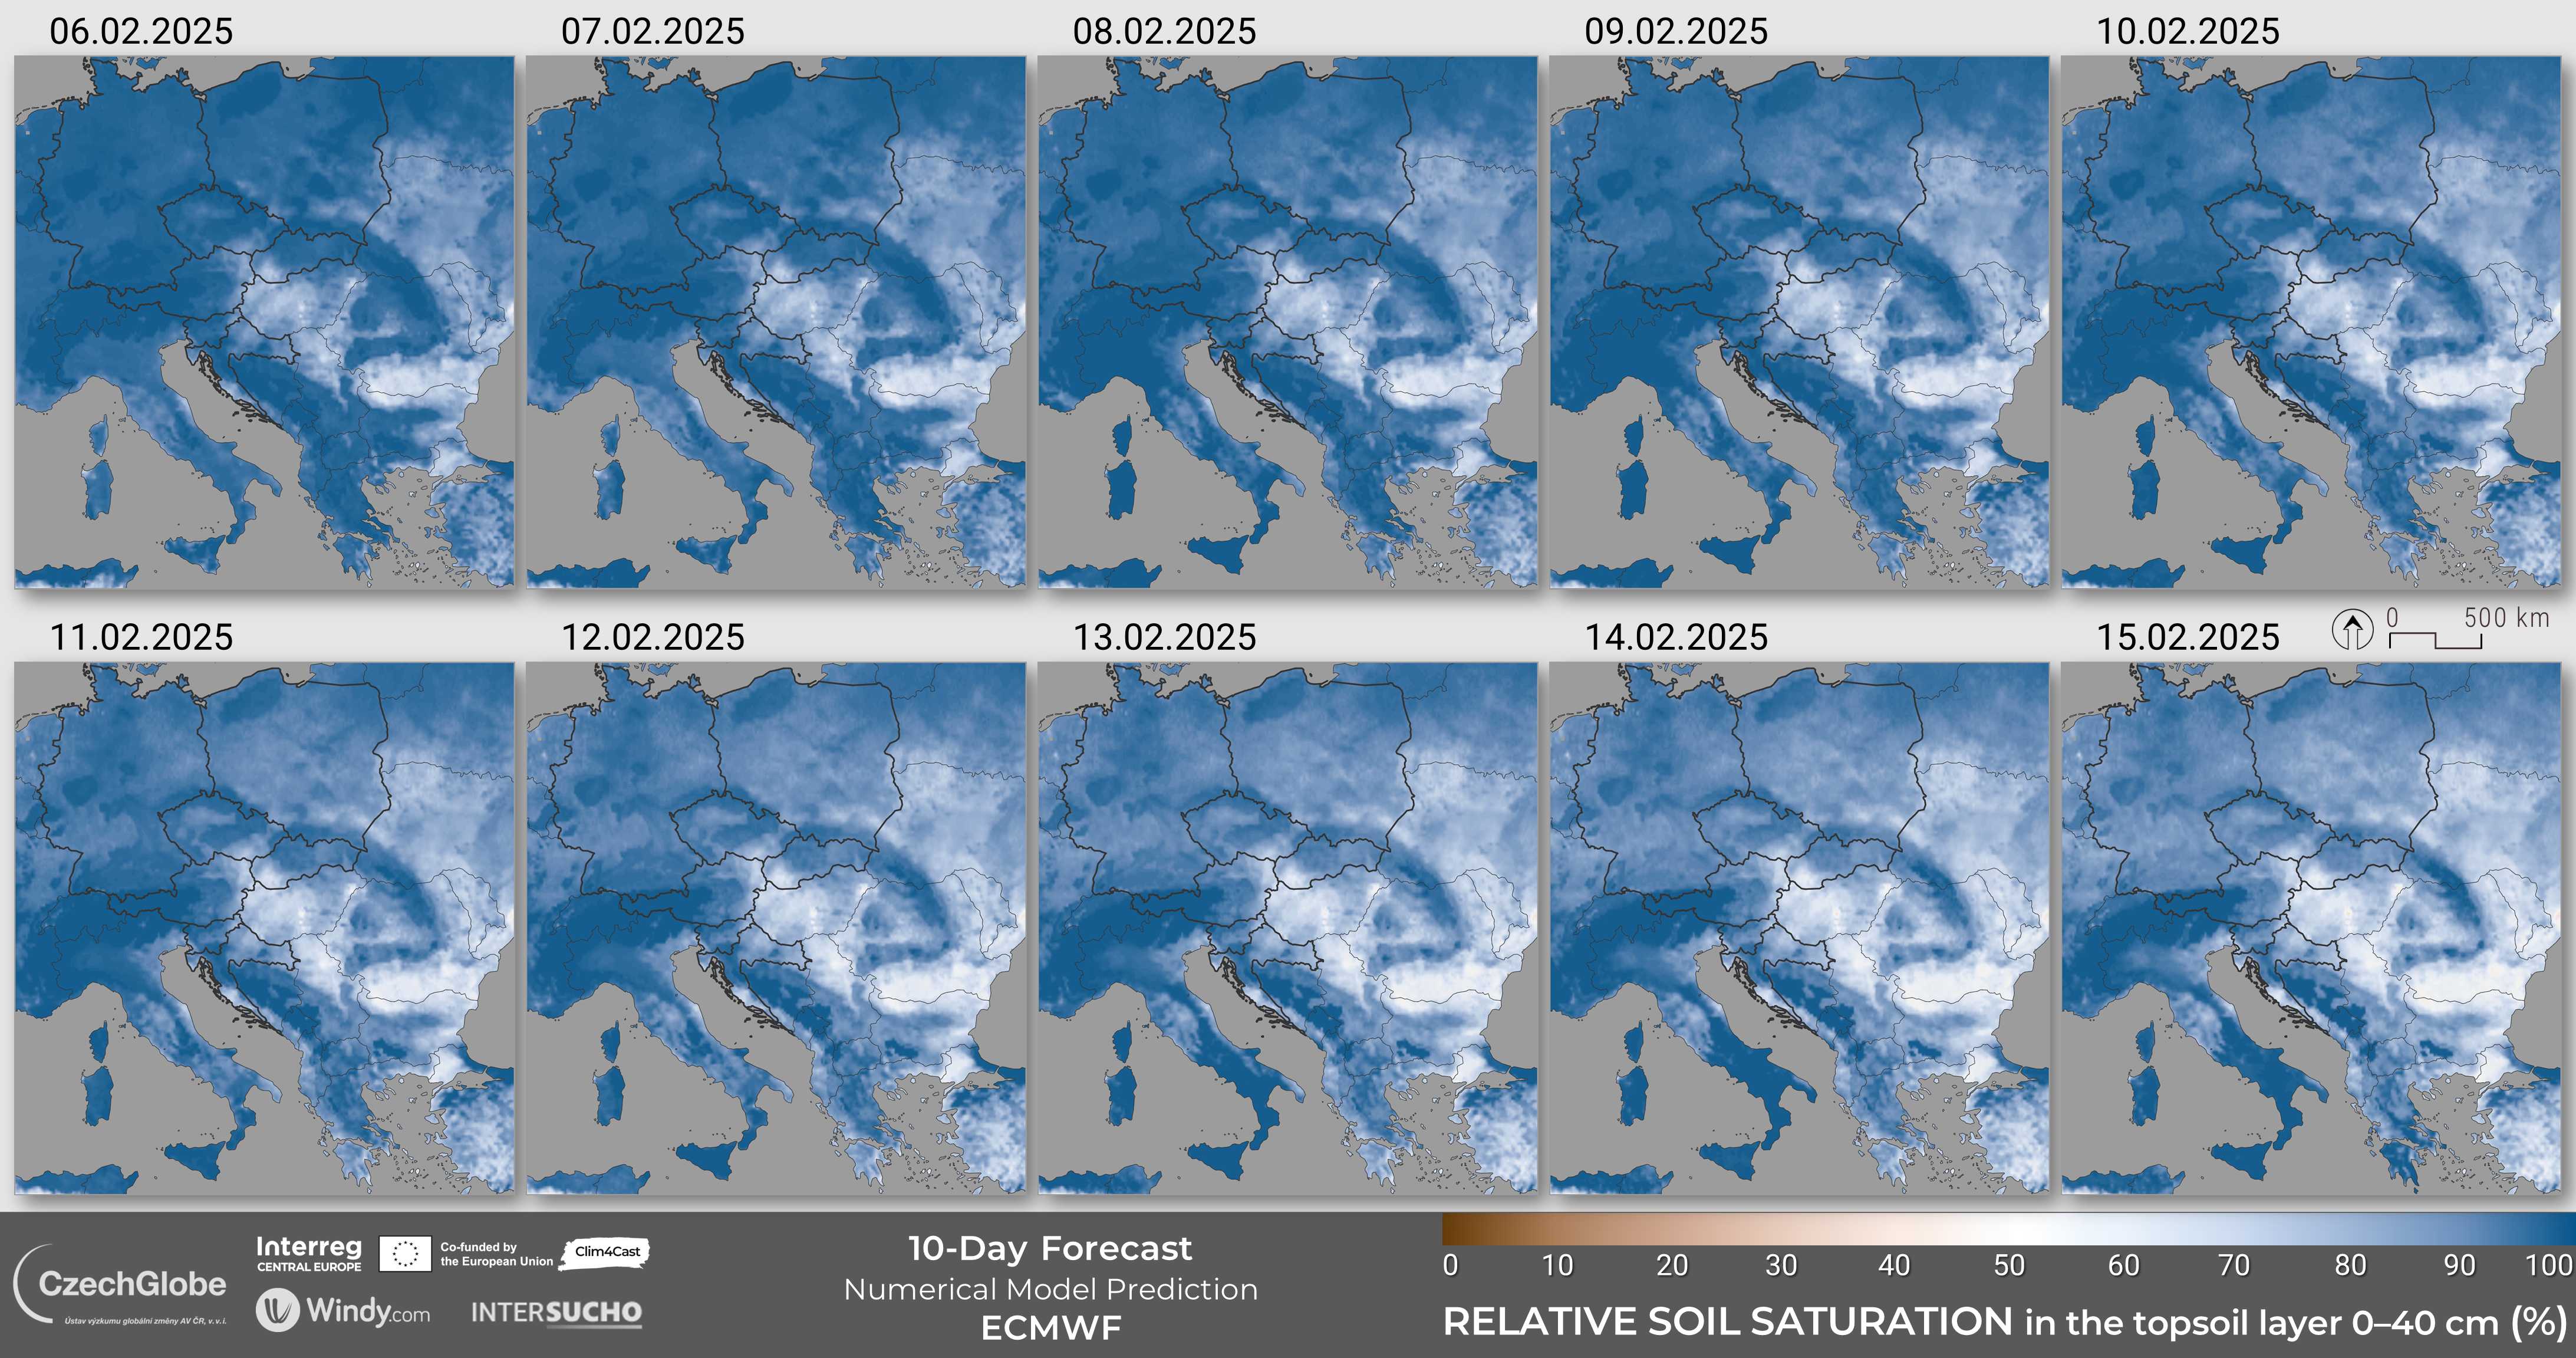 06.02.2025
07.02.2025
08.02.2025
09.02.2025
10.02.2025
11.02.2025
12.02.2025
13.02.2025
14.02.2025
15.02.2025
0 500 km
CzechGlobe
Ústav výzkumu globální změny AV ČR, v. v. i.
Interreg
CENTRAL EUROPE
Co-funded by
the European Union
Clim4Cast
Windy.com
INTERSUCHO
10-Day Forecast
Numerical Model Prediction
ECMWF
0 10 20 30 40 50 60 70 80 90 100
RELATIVE SOIL SATURATION in the topsoil layer 0–40 cm (%)